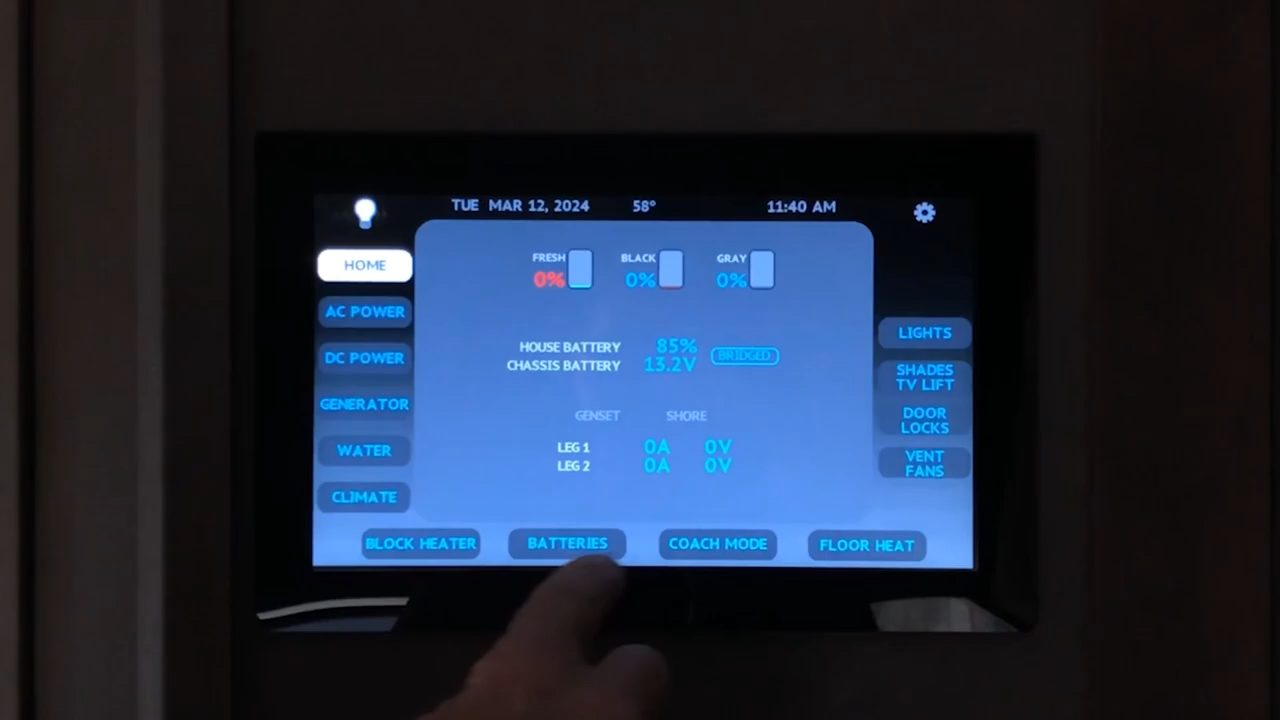 TUE MAR 12, 2024 58° 11:40 AM
HOME
AC POWER
DC POWER
GENERATOR
WATER
CLIMATE
FRESH
0%
BLACK
0%
GRAY
0%
HOUSE BATTERY 85%
CHASSIS BATTERY 13.2V
BRIDGED
GENSET SHORE
LEG 1 0A 0V
LEG 2 0A 0V
LIGHTS
SHADES
TV LIFT
DOOR
LOCKS
VENT
FANS
BLOCK HEATER
BATTERIES
COACH MODE
FLOOR HEAT